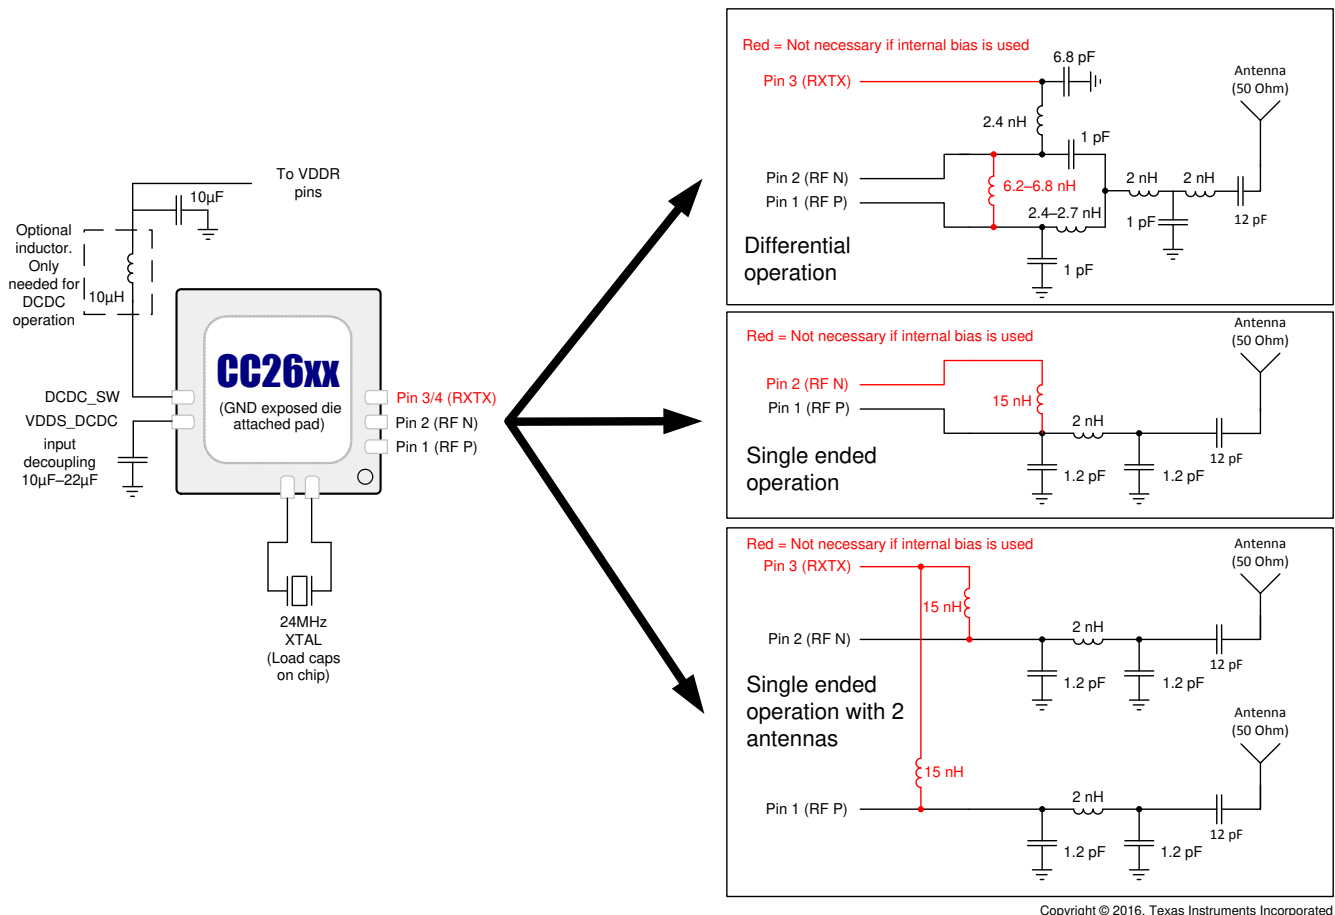 To VDDR
pins
10µF
Optional
inductor.
Only
needed for
DCDC
operation
10µH
CC26xx
(GND exposed die
attached pad)
DCDC_SW
VDDS_DCDC
input
decoupling
10µF–22µF
Pin 3/4 (RXTX)
Pin 2 (RF N)
Pin 1 (RF P)
24MHz
XTAL
(Load caps
on chip)
Red = Not necessary if internal bias is used
6.8 pF
Pin 3 (RXTX)
Antenna
(50 Ohm)
2.4 nH
1 pF
Pin 2 (RF N)
6.2–6.8 nH
2 nH
2 nH
Pin 1 (RF P)
2.4–2.7 nH
1 pF
12 pF
Differential
operation
1 pF
Red = Not necessary if internal bias is used
Antenna
(50 Ohm)
Pin 2 (RF N)
15 nH
Pin 1 (RF P)
2 nH
12 pF
Single ended
operation
1.2 pF
1.2 pF
Red = Not necessary if internal bias is used
Antenna
(50 Ohm)
Pin 3 (RXTX)
15 nH
2 nH
Pin 2 (RF N)
12 pF
1.2 pF
1.2 pF
Single ended
operation with 2
antennas
Antenna
(50 Ohm)
15 nH
2 nH
Pin 1 (RF P)
12 pF
1.2 pF
1.2 pF
Copyright © 2016, Texas Instruments Incorporated